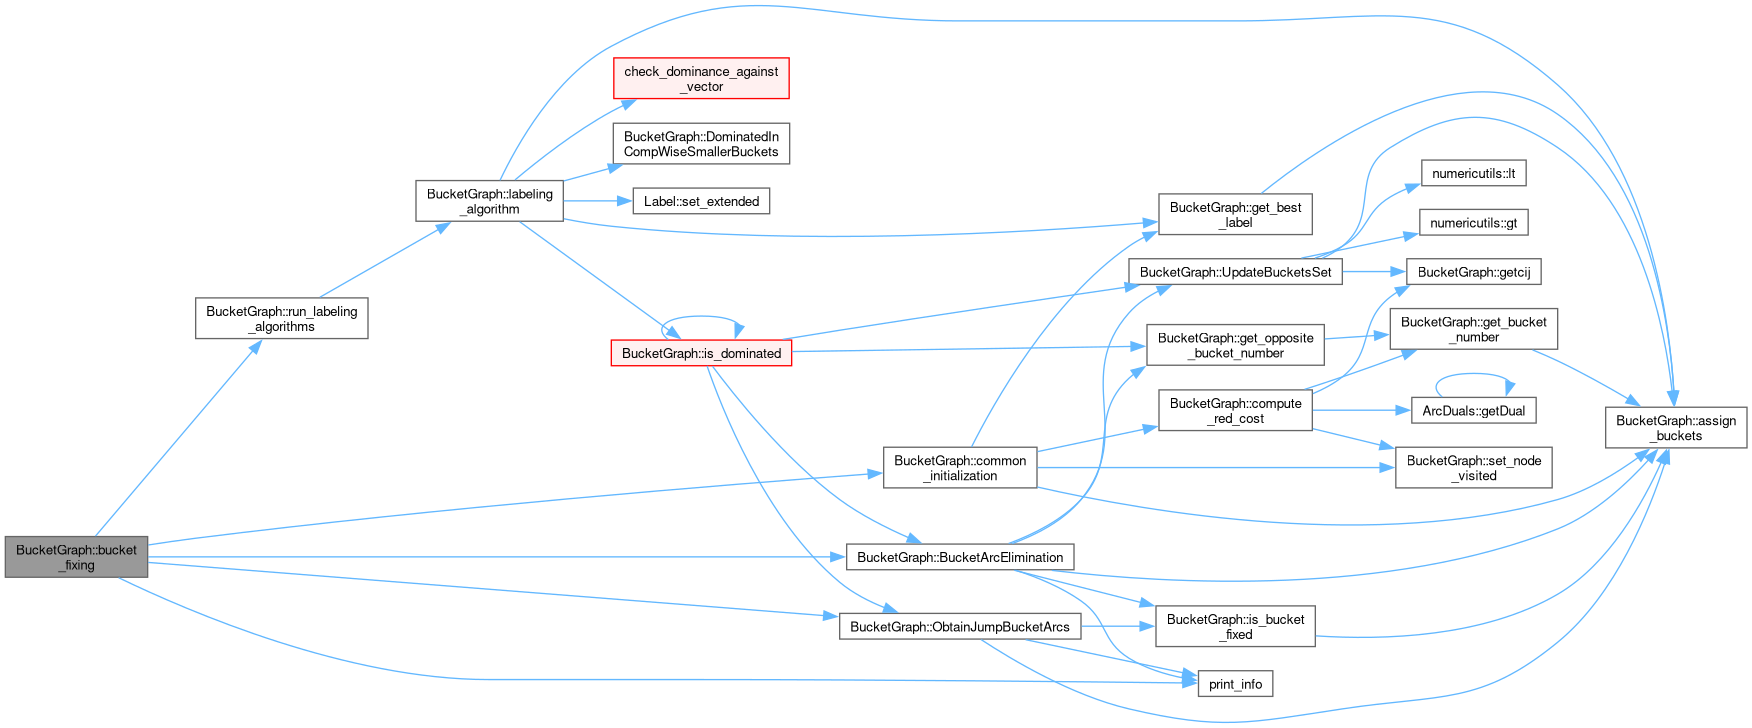 BucketGraph::bucket
_fixing
BucketGraph::run_labeling
_algorithms
BucketGraph::labeling
_algorithm
check_dominance_against
_vector
BucketGraph::DominatedIn
CompWiseSmallerBuckets
Label::set_extended
BucketGraph::is_dominated
BucketGraph::common
_initialization
BucketGraph::BucketArcElimination
BucketGraph::ObtainJumpBucketArcs
BucketGraph::get_best
_label
BucketGraph::UpdateBucketsSet
BucketGraph::get_opposite
_bucket_number
BucketGraph::compute
_red_cost
BucketGraph::is_bucket
_fixed
print_info
numericutils::lt
numericutils::gt
BucketGraph::getcij
BucketGraph::get_bucket
_number
ArcDuals::getDual
BucketGraph::set_node
_visited
BucketGraph::assign
_buckets